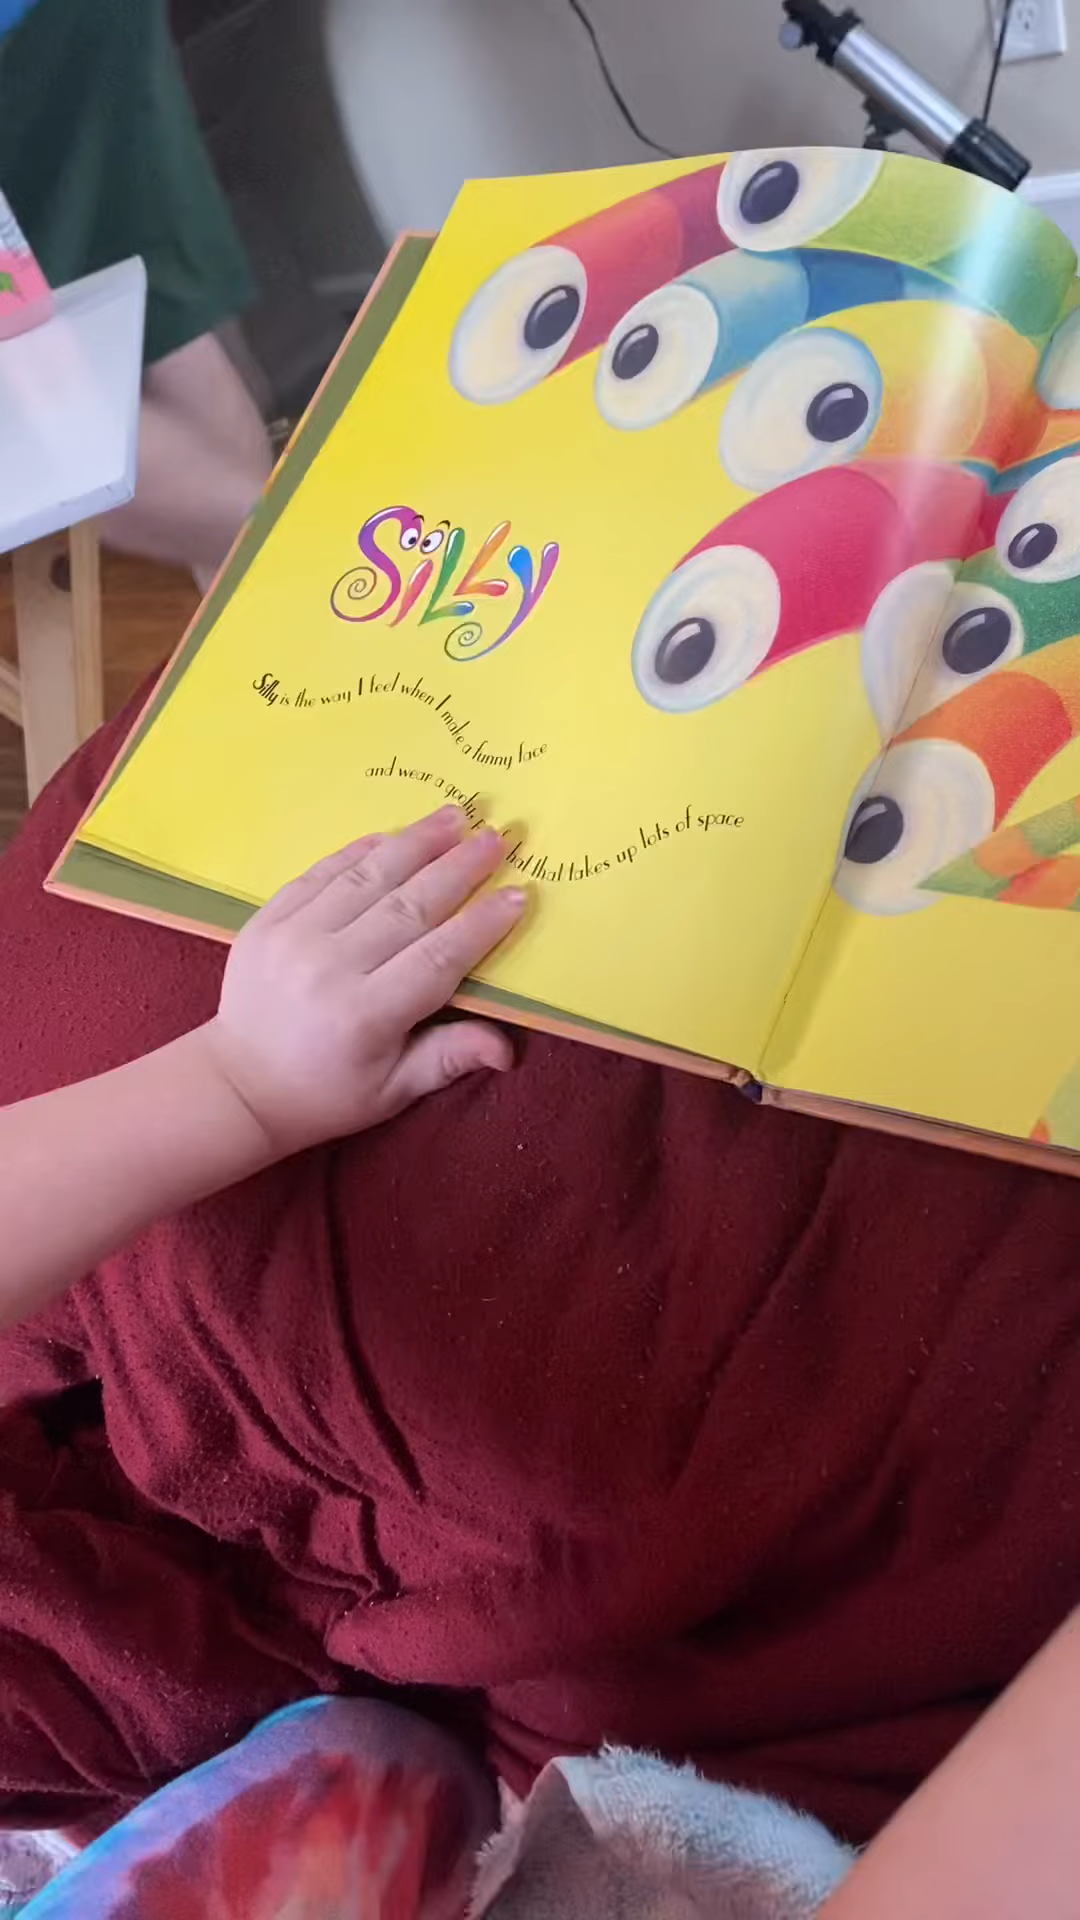 SiLLy
Silly is the way I feel when I make a funny face
and wear a goofy, hat that takes up lots of space